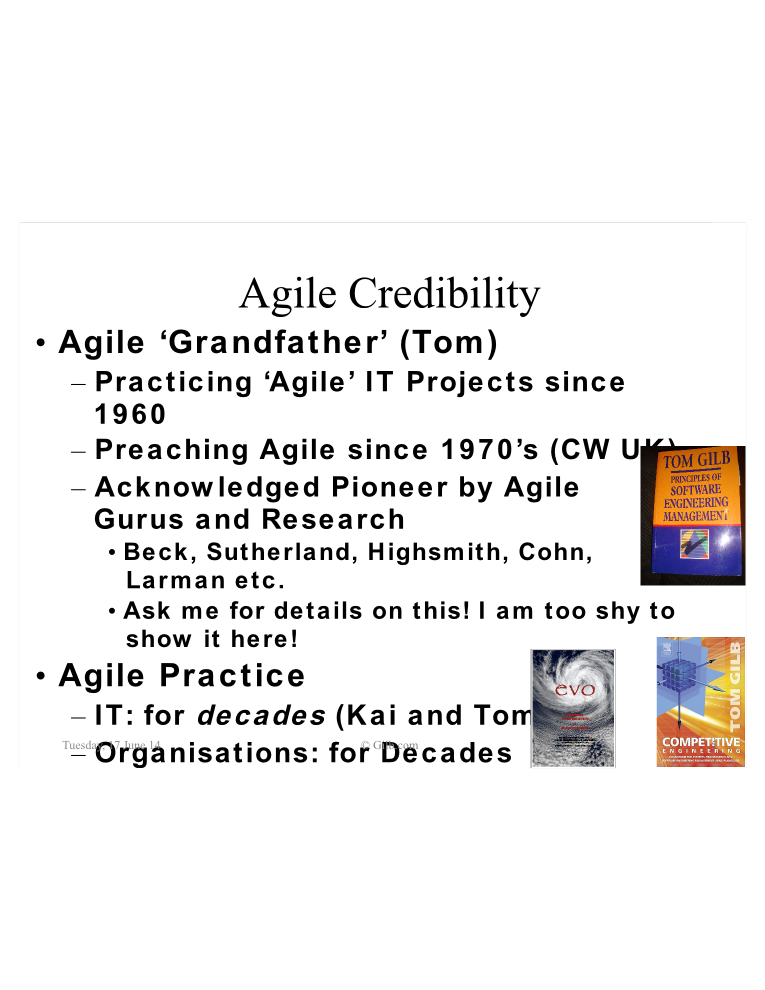 Agile Credibility
• Agile ‘Grandfather’ (Tom)
– Practicing ‘Agile’ IT Projects since
1960
– Preaching Agile since 1970’s (CW UK)
– Acknowledged Pioneer by Agile
Gurus and Research
• Beck, Sutherland, Highsmith, Cohn,
Larman etc.
• Ask me for details on this! I am too shy to
show it here!
• Agile Practice
– IT: for decades (Kai and Tom
– Organisations: for Decades
Tuesday, 17 June 14
© Gilb.com
TOM GILB
PRINCIPLES OF
SOFTWARE
ENGINEERING
MANAGEMENT
evo
TOM GILB
COMPETITIVE
ENGINEERING